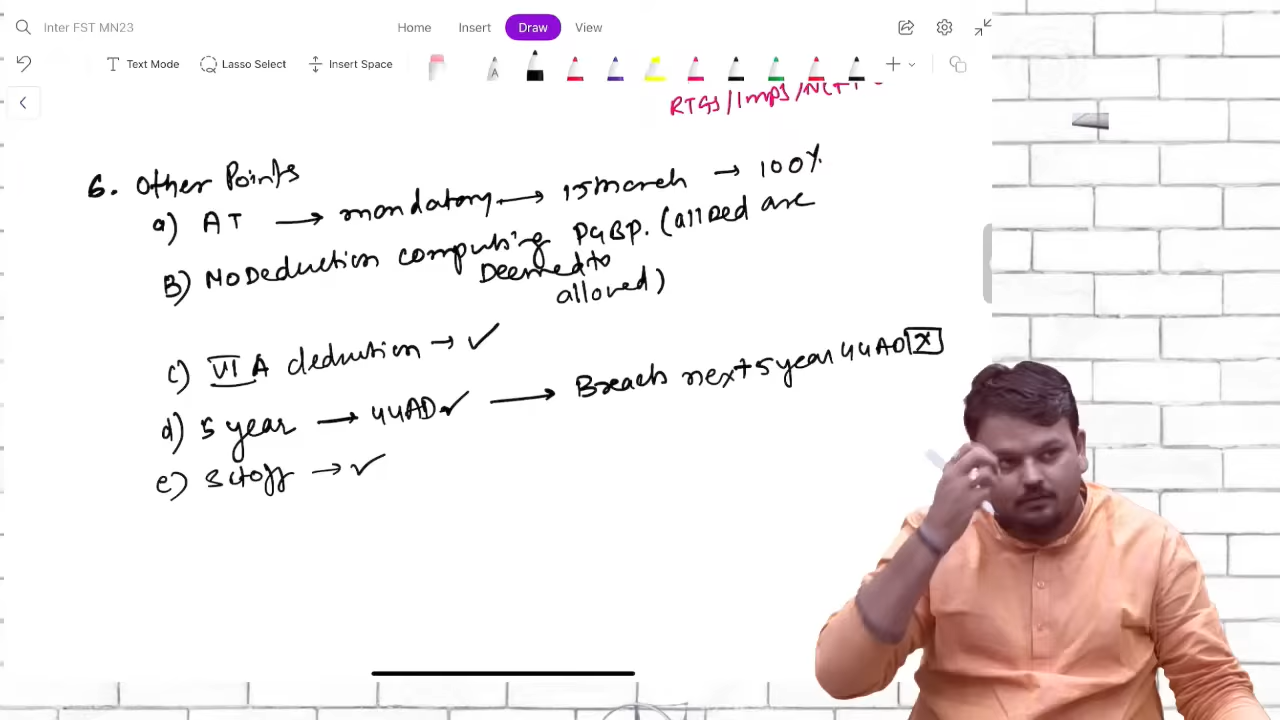 Inter FST MN23
Home Insert Draw View
Text Mode Lasso Select Insert Space
A
RTGS/Imps/NEFT
6. Other Points
a) AT → mandatory → 15 march → 100%
B) No Deduction computing PGBP. (allowed are
Deemed to
allowed)
c) VI A deduction → ✓
d) 5 year → 44AD ✓ → Breach next 5 year 44AD X
e) Setoff → ✓